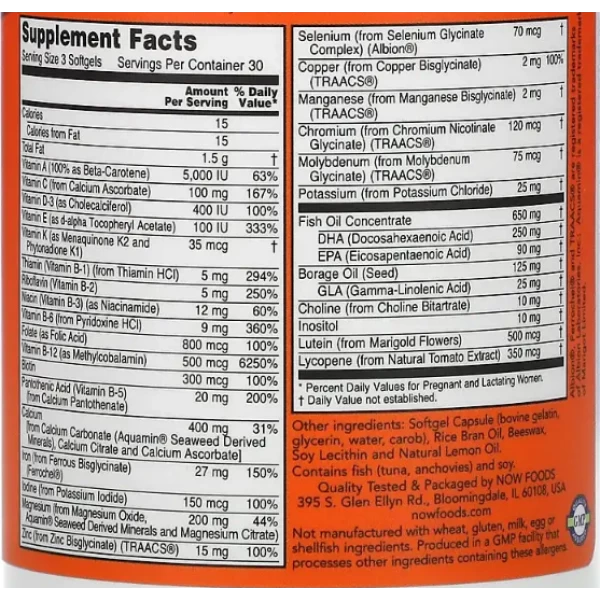 Supplement Facts
Serving Size 3 Softgels Servings Per Container 30
Amount Per Serving % Daily Value*
Calories 15
Calories from Fat 15
Total Fat 1.5 g †
Vitamin A (100% as Beta-Carotene) 5,000 IU 63%
Vitamin C (from Calcium Ascorbate) 100 mg 167%
Vitamin D-3 (as Cholecalciferol) 400 IU 100%
Vitamin E (as d-alpha Tocopheryl Acetate) 100 IU 333%
Vitamin K (as Menaquinone K2 and
Phytonadione K1) 35 mcg †
Thiamin (Vitamin B-1) (from Thiamin HCl) 5 mg 294%
Riboflavin (Vitamin B-2) 5 mg 250%
Niacin (Vitamin B-3) (as Niacinamide) 12 mg 60%
Vitamin B-6 (from Pyridoxine HCl) 9 mg 360%
Folate (as Folic Acid) 800 mcg 100%
Vitamin B-12 (as Methylcobalamin) 500 mcg 6250%
Biotin 300 mcg 100%
Pantothenic Acid (Vitamin B-5)
(from Calcium Pantothenate) 20 mg 200%
Calcium 400 mg 31%
[from Calcium Carbonate (Aquamin® Seaweed Derived
Minerals), Calcium Citrate and Calcium Ascorbate]
Iron (from Ferrous Bisglycinate)
(Ferrochel®) 27 mg 150%
Iodine (from Potassium Iodide) 150 mcg 100%
Magnesium (from Magnesium Oxide, 200 mg 44%
Aquamin® Seaweed Derived Minerals and Magnesium Citrate)
Zinc (from Zinc Bisglycinate) (TRAACS®) 15 mg 100%
Selenium (from Selenium Glycinate 70 mcg †
Complex) (Albion®)
Copper (from Copper Bisglycinate) 2 mg 100%
(TRAACS®)
Manganese (from Manganese Bisglycinate) 2 mg †
(TRAACS®)
Chromium (from Chromium Nicotinate 120 mcg †
Glycinate) (TRAACS®)
Molybdenum (from Molybdenum 75 mcg †
Glycinate) (TRAACS®)
Potassium (from Potassium Chloride) 25 mg †
Fish Oil Concentrate 650 mg †
DHA (Docosahexaenoic Acid) 250 mg †
EPA (Eicosapentaenoic Acid) 90 mg †
Borage Oil (Seed) 125 mg †
GLA (Gamma-Linolenic Acid) 25 mg †
Choline (from Choline Bitartrate) 10 mg †
Inositol 10 mg †
Lutein (from Marigold Flowers) 500 mcg †
Lycopene (from Natural Tomato Extract) 350 mcg †
* Percent Daily Values for Pregnant and Lactating Women.
† Daily Value not established.
Other ingredients: Softgel Capsule (bovine gelatin,
glycerin, water, carob), Rice Bran Oil, Beeswax,
Soy Lecithin and Natural Lemon Oil.
Contains fish (tuna, anchovies) and soy.
Quality Tested & Packaged by NOW FOODS
395 S. Glen Ellyn Rd., Bloomingdale, IL 60108, USA
nowfoods.com
Not manufactured with wheat, gluten, milk, egg or
shellfish ingredients. Produced in a GMP facility that
processes other ingredients containing these allergens.
GMP
Albion®, Ferrochel® and TRAACS® are registered trademarks
of Albion Laboratories, Inc. Aquamin® is a registered trademark
of Marigot Limited.